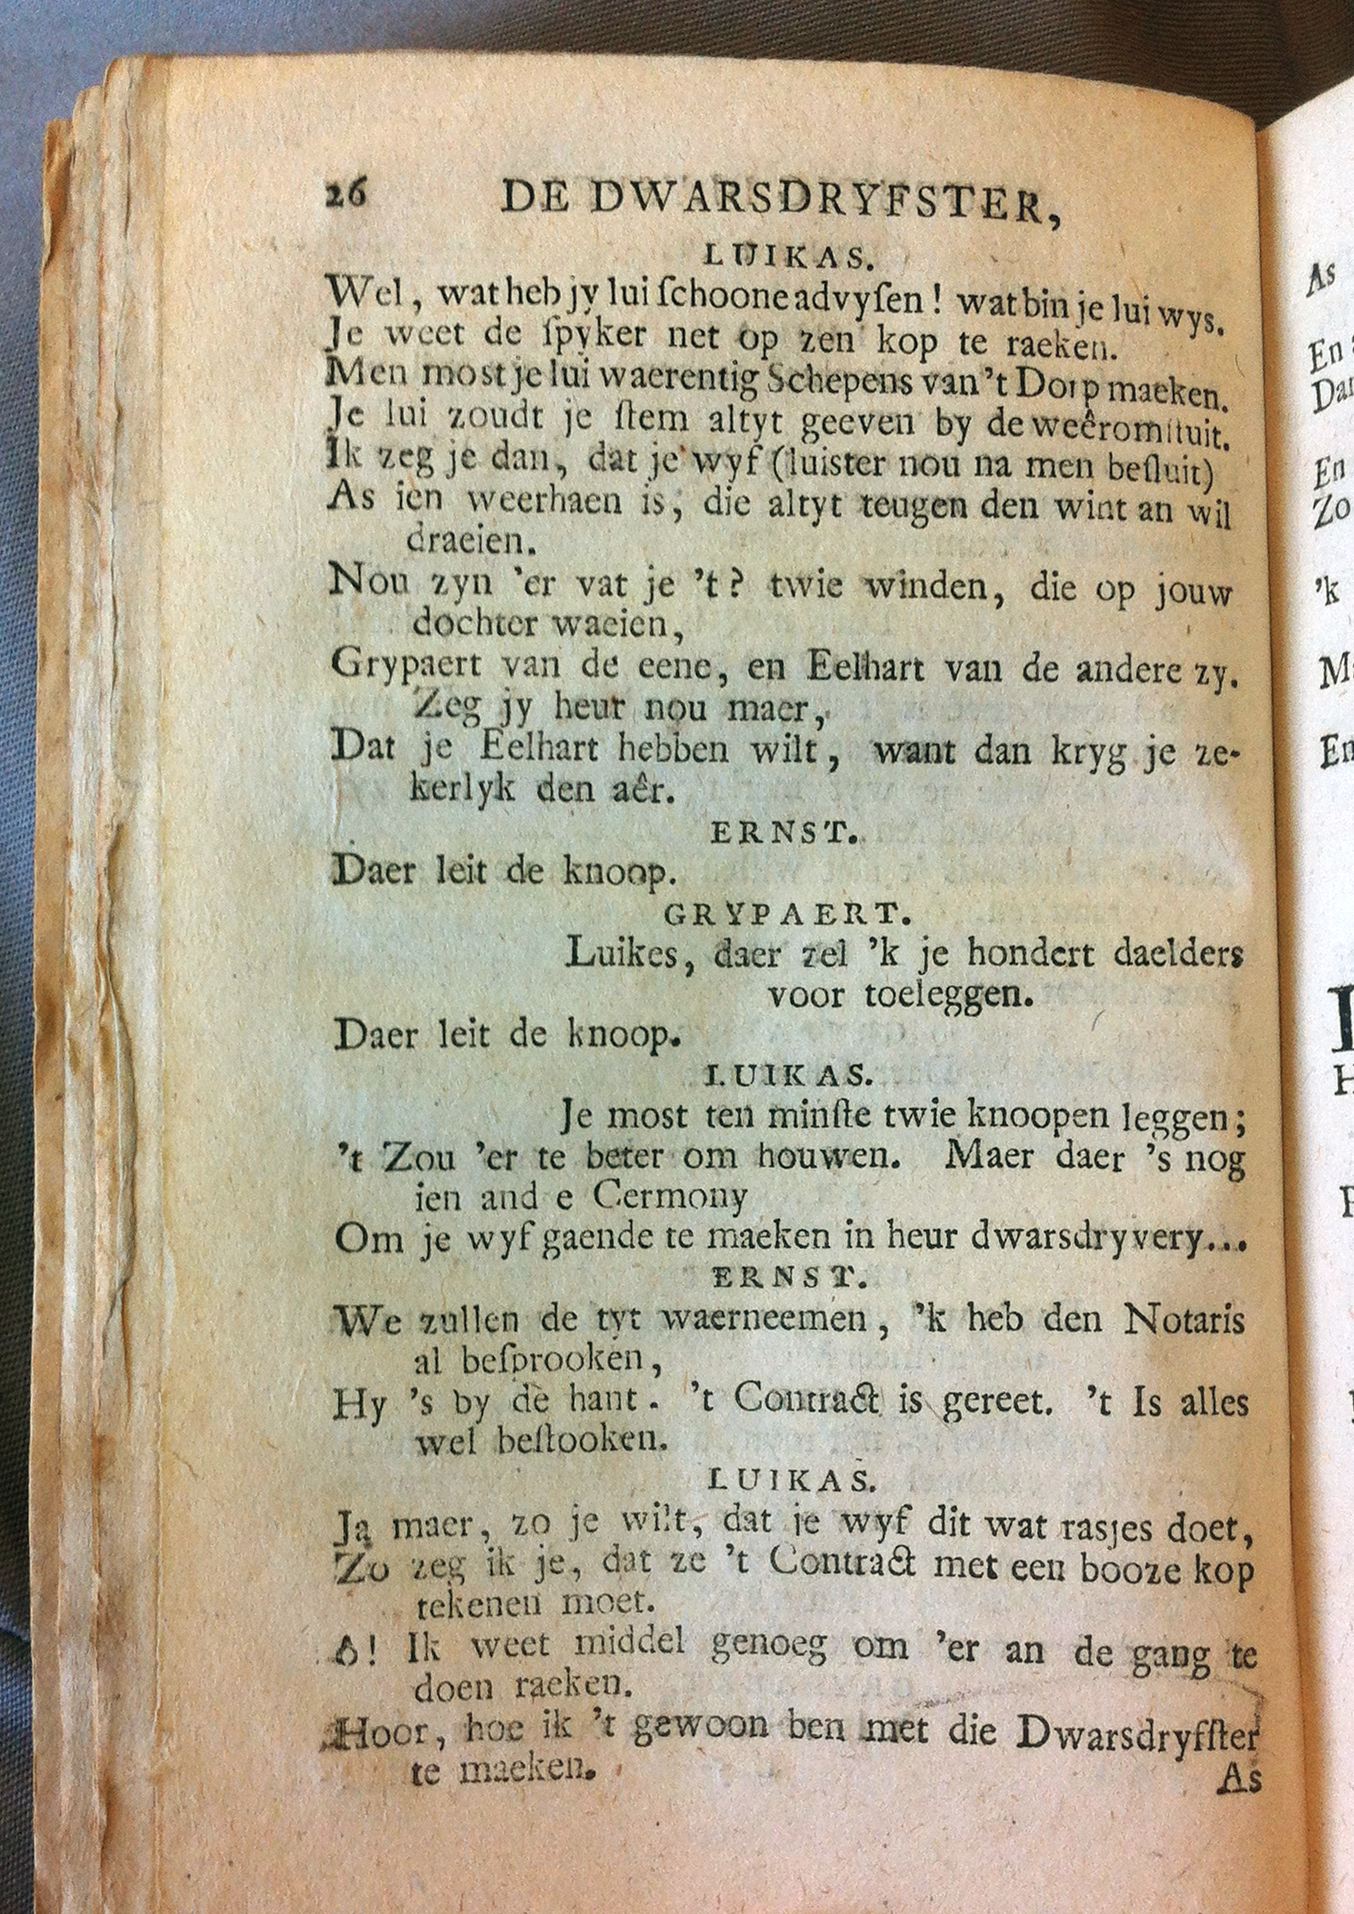 26 DE DWARSDRYFSTER,
LUIKAS.
Wel, wat heb jy lui ſchoone advyſen! wat bin je lui wys.
Je weet de ſpyker net op zen kop te raeken.
Men most je lui waerentig Schepens van 't Dorp maeken.
Je lui zoudt je ſtem altyt geeven by de weêromſtuit.
Ik zeg je dan, dat je wyf (luister nou na men beſluit)
As ien weerhaen is, die altyt teugen den wint an wil
draeien.
Nou zyn 'er vat je 't? twie winden, die op jouw
dochter waeien,
Grypaert van de eene, en Eelhart van de andere zy.
Zeg jy heur nou maer,
Dat je Eelhart hebben wilt, want dan kryg je ze-
kerlyk den aêr.
ERNST.
Daer leit de knoop.
GRYPAERT.
Luikes, daer zel 'k je hondert daelders
voor toeleggen.
Daer leit de knoop.
LUIKAS.
Je most ten minſte twie knoopen leggen;
't Zou 'er te beter om houwen. Maer daer 's nog
ien and e Cermony
Om je wyf gaende te maeken in heur dwarsdryvery...
ERNST.
We zullen de tyt waerneemen, 'k heb den Notaris
al beſprooken,
Hy 's by de hant. 't Contract is gereet. 't Is alles
wel beſtooken.
LUIKAS.
Ja maer, zo je wilt, dat je wyf dit wat rasjes doet,
Zo zeg ik je, dat ze 't Contract met een booze kop
tekenen moet.
ô! Ik weet middel genoeg om 'er an de gang te
doen raeken.
Hoor, hoe ik 't gewoon ben met die Dwarsdryfſter
te maeken.
As
As
En
En
Zo
'k